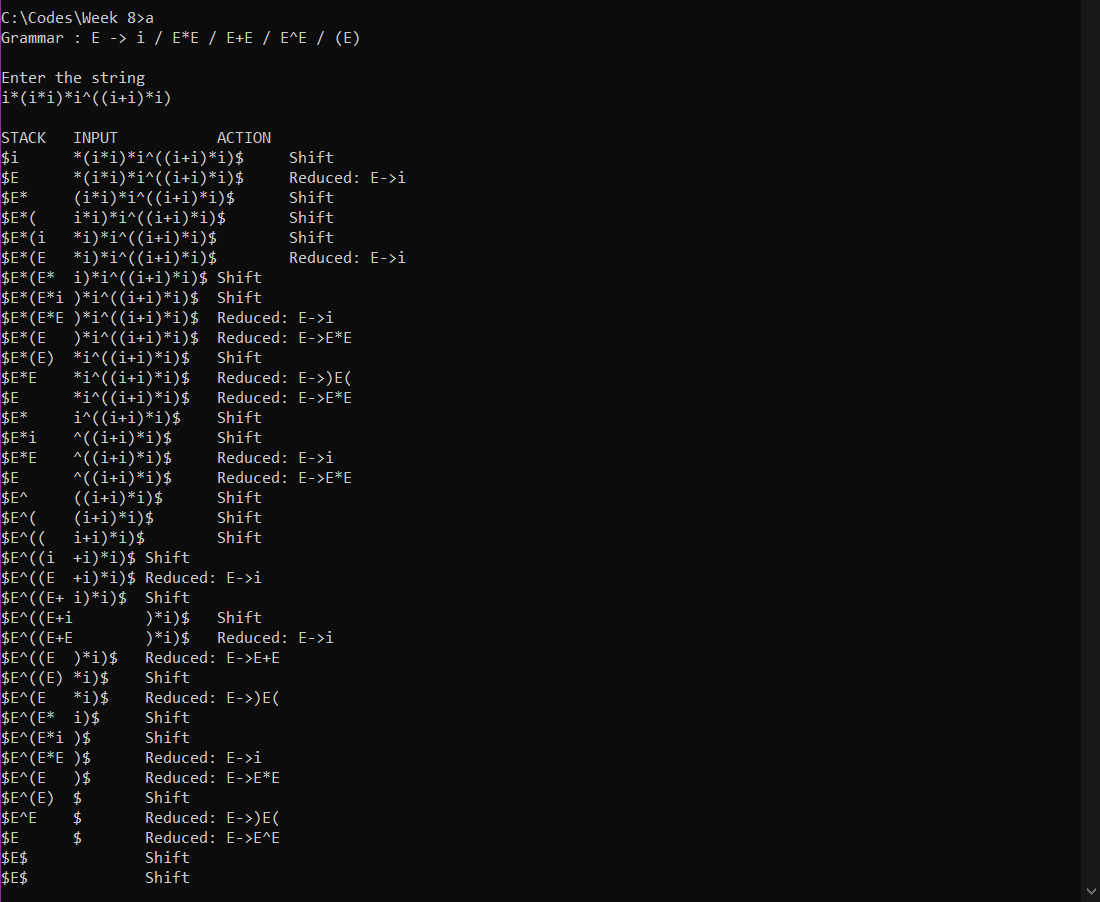 C:\Codes\Week 8>a
Grammar : E -> i / E*E / E+E / E^E / (E)
Enter the string
i*(i*i)*i^((i+i)*i)
STACK   INPUT           ACTION
$i      *(i*i)*i^((i+i)*i)$     Shift
$E      *(i*i)*i^((i+i)*i)$     Reduced: E->i
$E*     (i*i)*i^((i+i)*i)$      Shift
$E*(    i*i)*i^((i+i)*i)$       Shift
$E*(i   *i)*i^((i+i)*i)$        Shift
$E*(E   *i)*i^((i+i)*i)$        Reduced: E->i
$E*(E*  i)*i^((i+i)*i)$ Shift
$E*(E*i )*i^((i+i)*i)$  Shift
$E*(E*E )*i^((i+i)*i)$  Reduced: E->i
$E*(E   )*i^((i+i)*i)$  Reduced: E->E*E
$E*(E)  *i^((i+i)*i)$   Shift
$E*E    *i^((i+i)*i)$   Reduced: E->)E(
$E      *i^((i+i)*i)$   Reduced: E->E*E
$E*     i^((i+i)*i)$    Shift
$E*i    ^((i+i)*i)$     Shift
$E*E    ^((i+i)*i)$     Reduced: E->i
$E      ^((i+i)*i)$     Reduced: E->E*E
$E^     ((i+i)*i)$      Shift
$E^(    (i+i)*i)$       Shift
$E^((   i+i)*i)$        Shift
$E^((i  +i)*i)$ Shift
$E^((E  +i)*i)$ Reduced: E->i
$E^((E+ i)*i)$  Shift
$E^((E+i        )*i)$   Shift
$E^((E+E        )*i)$   Reduced: E->i
$E^((E  )*i)$   Reduced: E->E+E
$E^((E) *i)$    Shift
$E^(E   *i)$    Reduced: E->)E(
$E^(E*  i)$     Shift
$E^(E*i )$      Shift
$E^(E*E )$      Reduced: E->i
$E^(E   )$      Reduced: E->E*E
$E^(E)  $       Shift
$E^E    $       Reduced: E->)E(
$E      $       Reduced: E->E^E
$E$             Shift
$E$             Shift